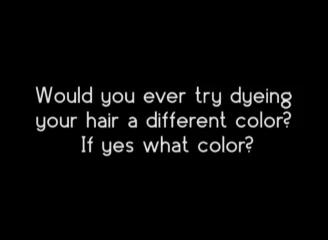 Would you ever try dyeing
your hair a different color?
If yes what color?